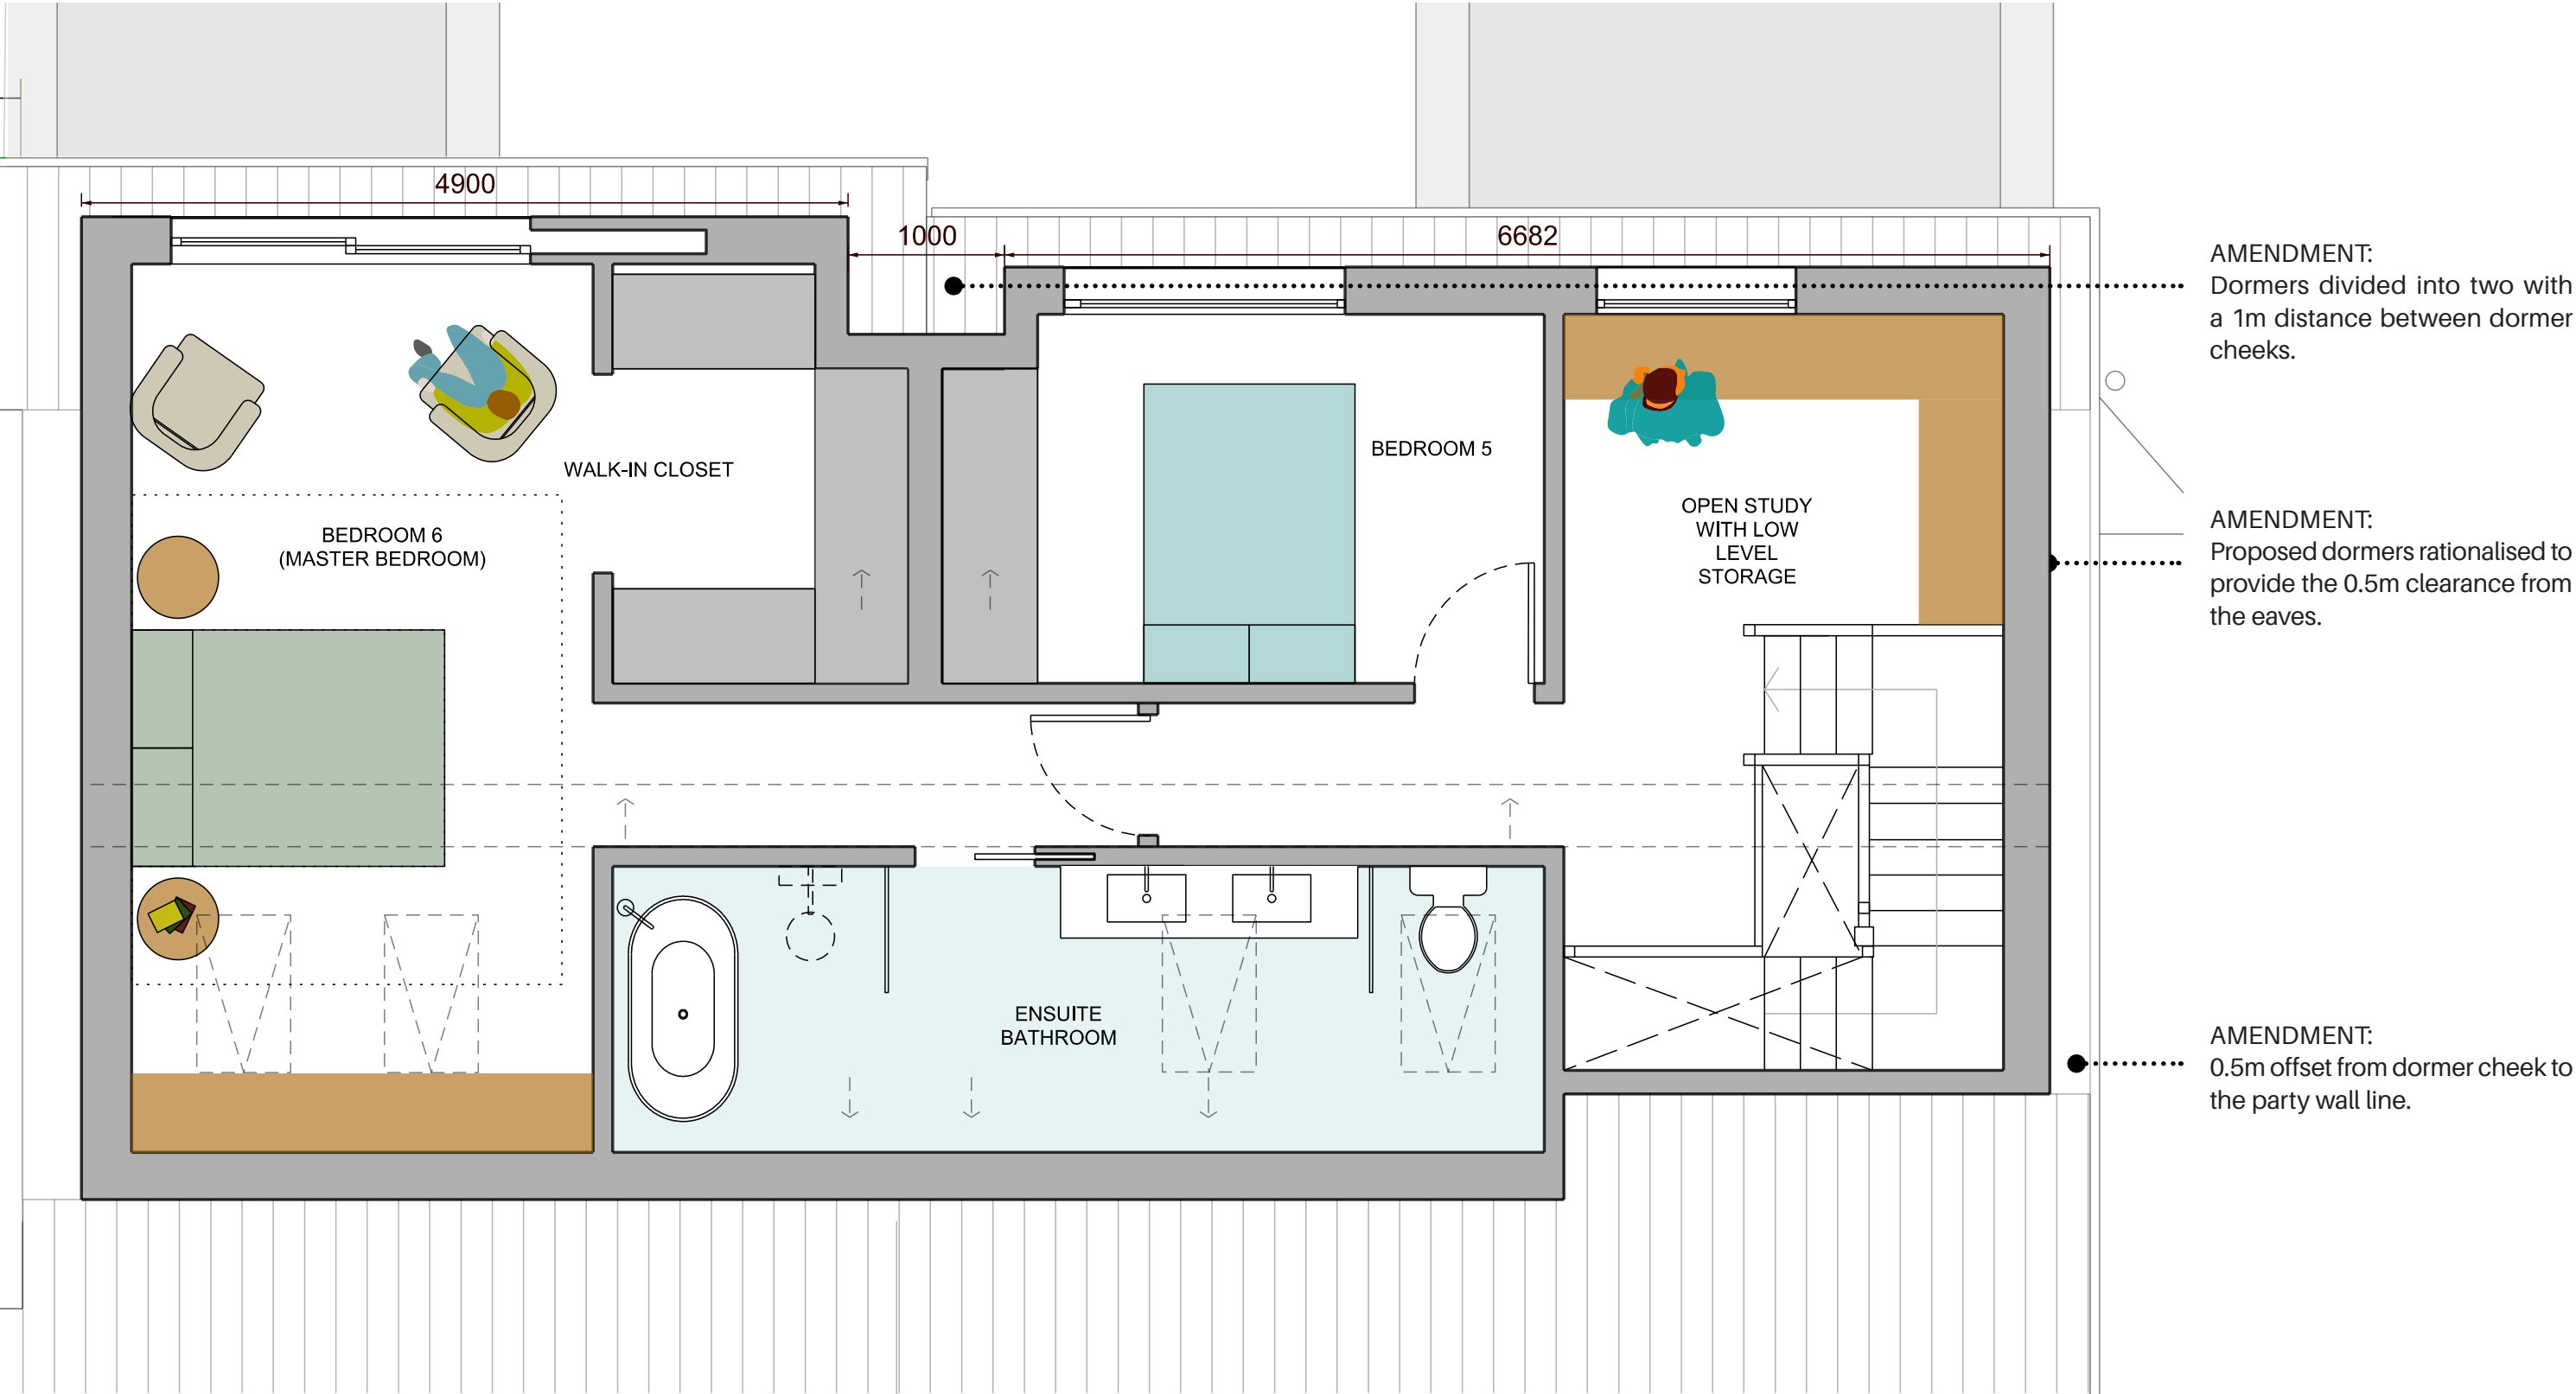 4900
1000
6682
AMENDMENT:
Dormers divided into two with
a 1m distance between dormer
cheeks.
WALK-IN CLOSET
BEDROOM 5
BEDROOM 6
(MASTER BEDROOM)
OPEN STUDY
WITH LOW
LEVEL
STORAGE
AMENDMENT:
Proposed dormers rationalised to
provide the 0.5m clearance from
the eaves.
ENSUITE
BATHROOM
AMENDMENT:
0.5m offset from dormer cheek to
the party wall line.